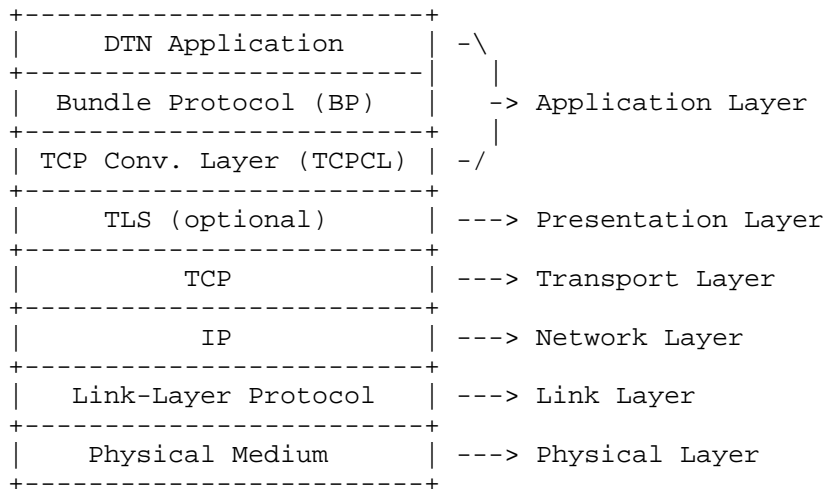 +-------------------------+
|     DTN Application     | -\
+-------------------------|   |
|  Bundle Protocol (BP)   |   -> Application Layer
+-------------------------+   |
| TCP Conv. Layer (TCPCL) | -/
+-------------------------+
|     TLS (optional)      | ---> Presentation Layer
+-------------------------+
|          TCP            | ---> Transport Layer
+-------------------------+
|           IP            | ---> Network Layer
+-------------------------+
|   Link-Layer Protocol   | ---> Link Layer
+-------------------------+
|    Physical Medium      | ---> Physical Layer
+-------------------------+